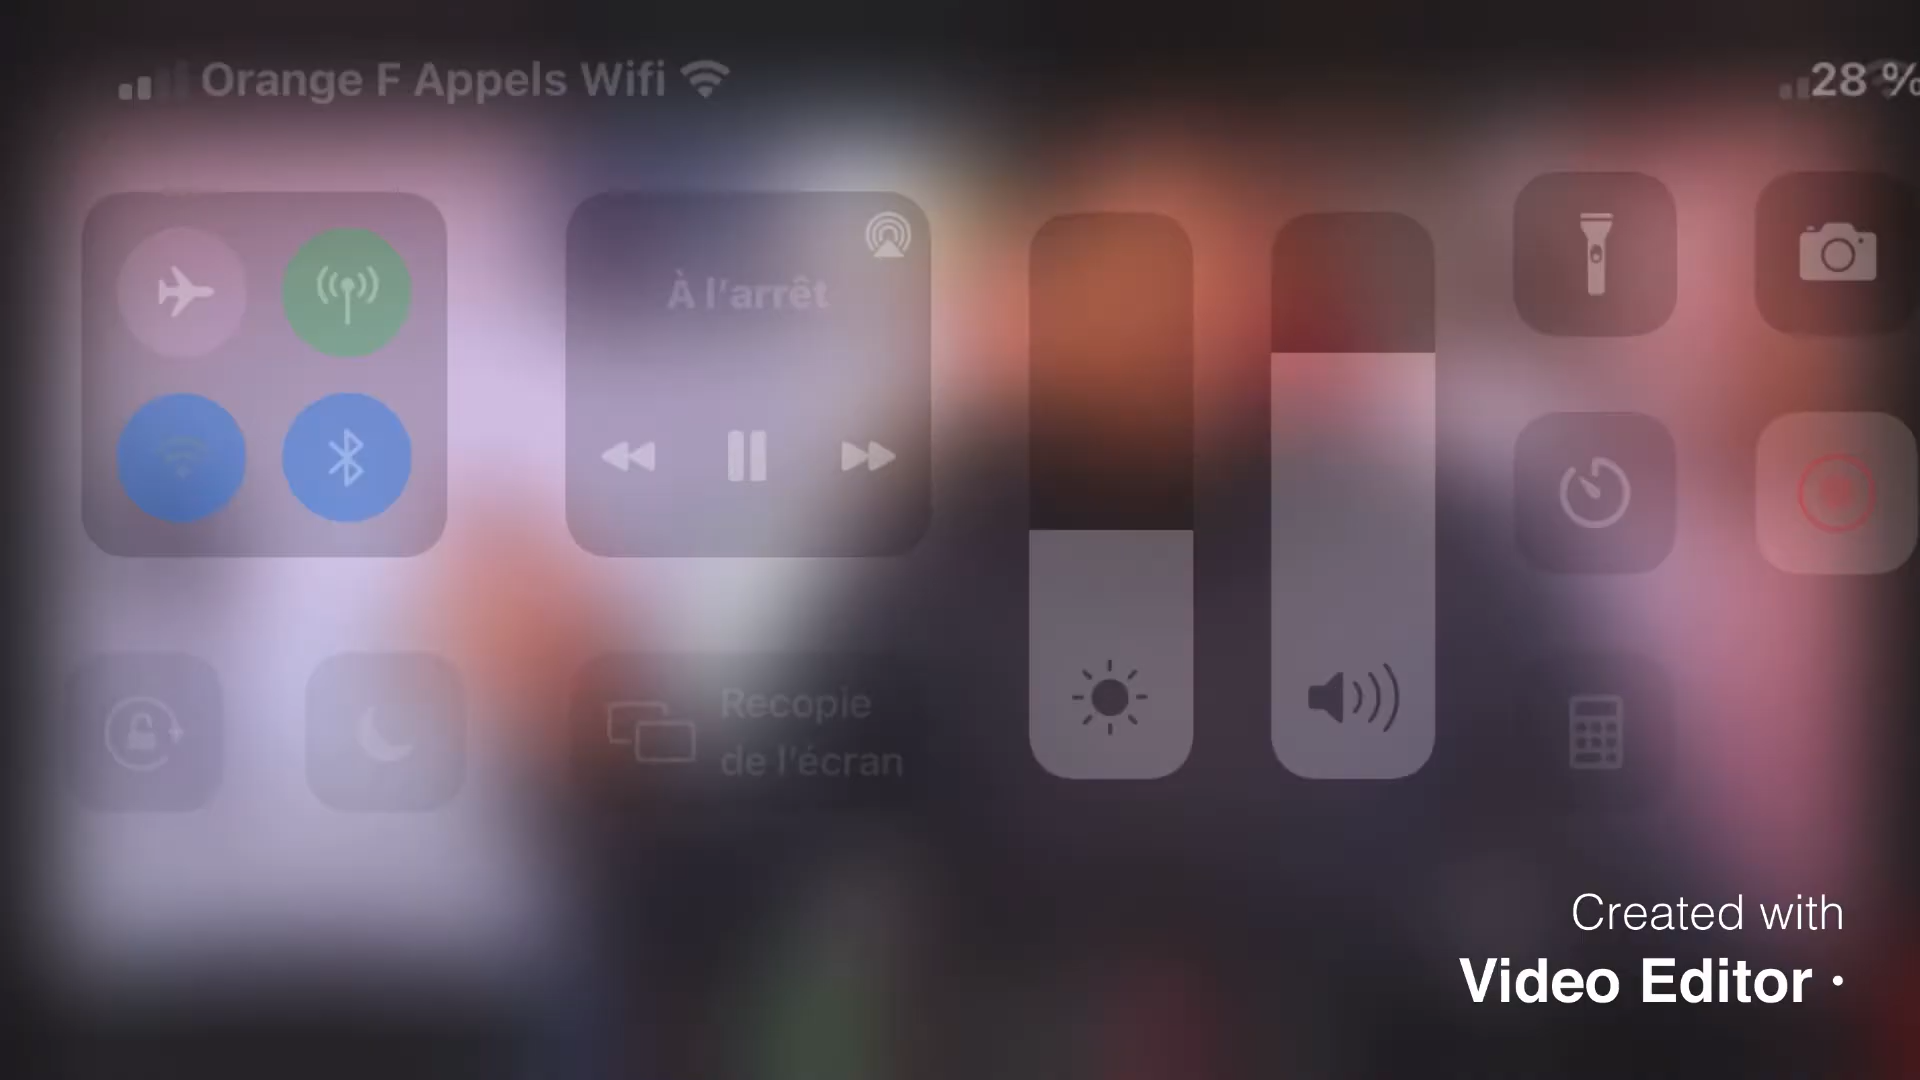 Orange F Appels Wifi
28 %
À l'arrêt
Recopie
de l'écran
Created with
Video Editor ·